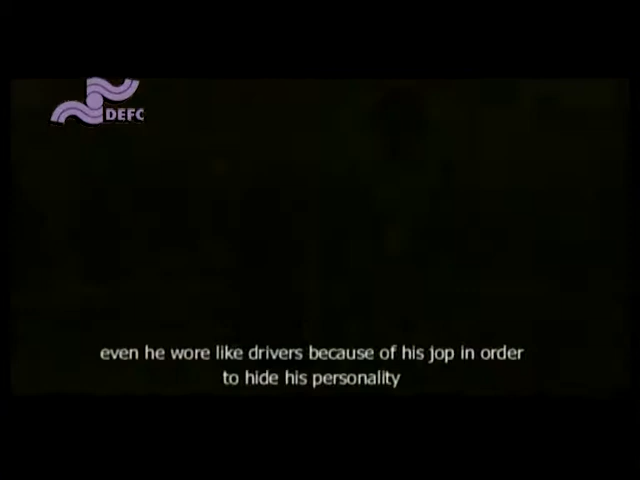 DEFC
even he wore like drivers because of his jop in order
to hide his personality